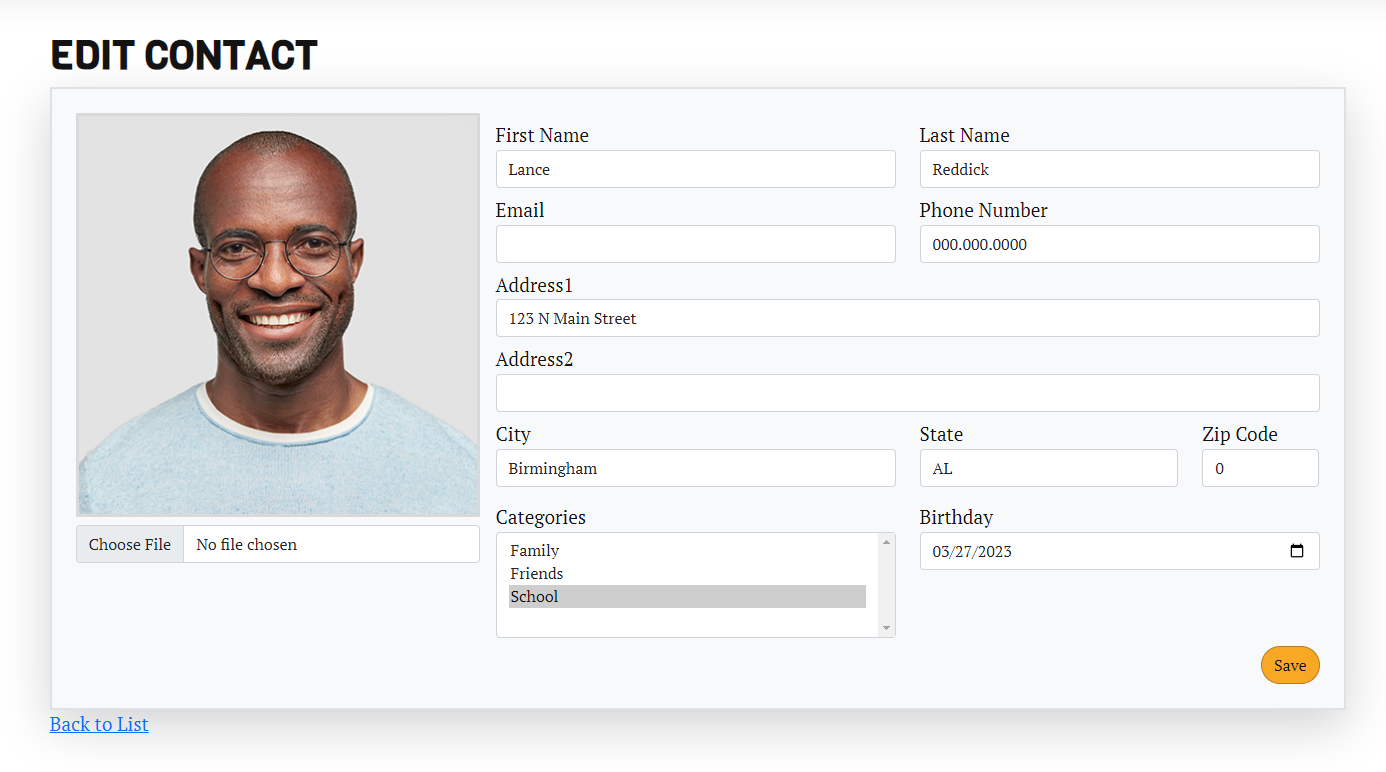 EDIT CONTACT
First Name
Last Name
Lance
Reddick
Email
Phone Number
000.000.0000
Address1
123 N Main Street
Address2
City
State
Zip Code
Birmingham
AL
0
Categories
Birthday
Family
Friends
School
03/27/2023
Choose File
No file chosen
Save
Back to List